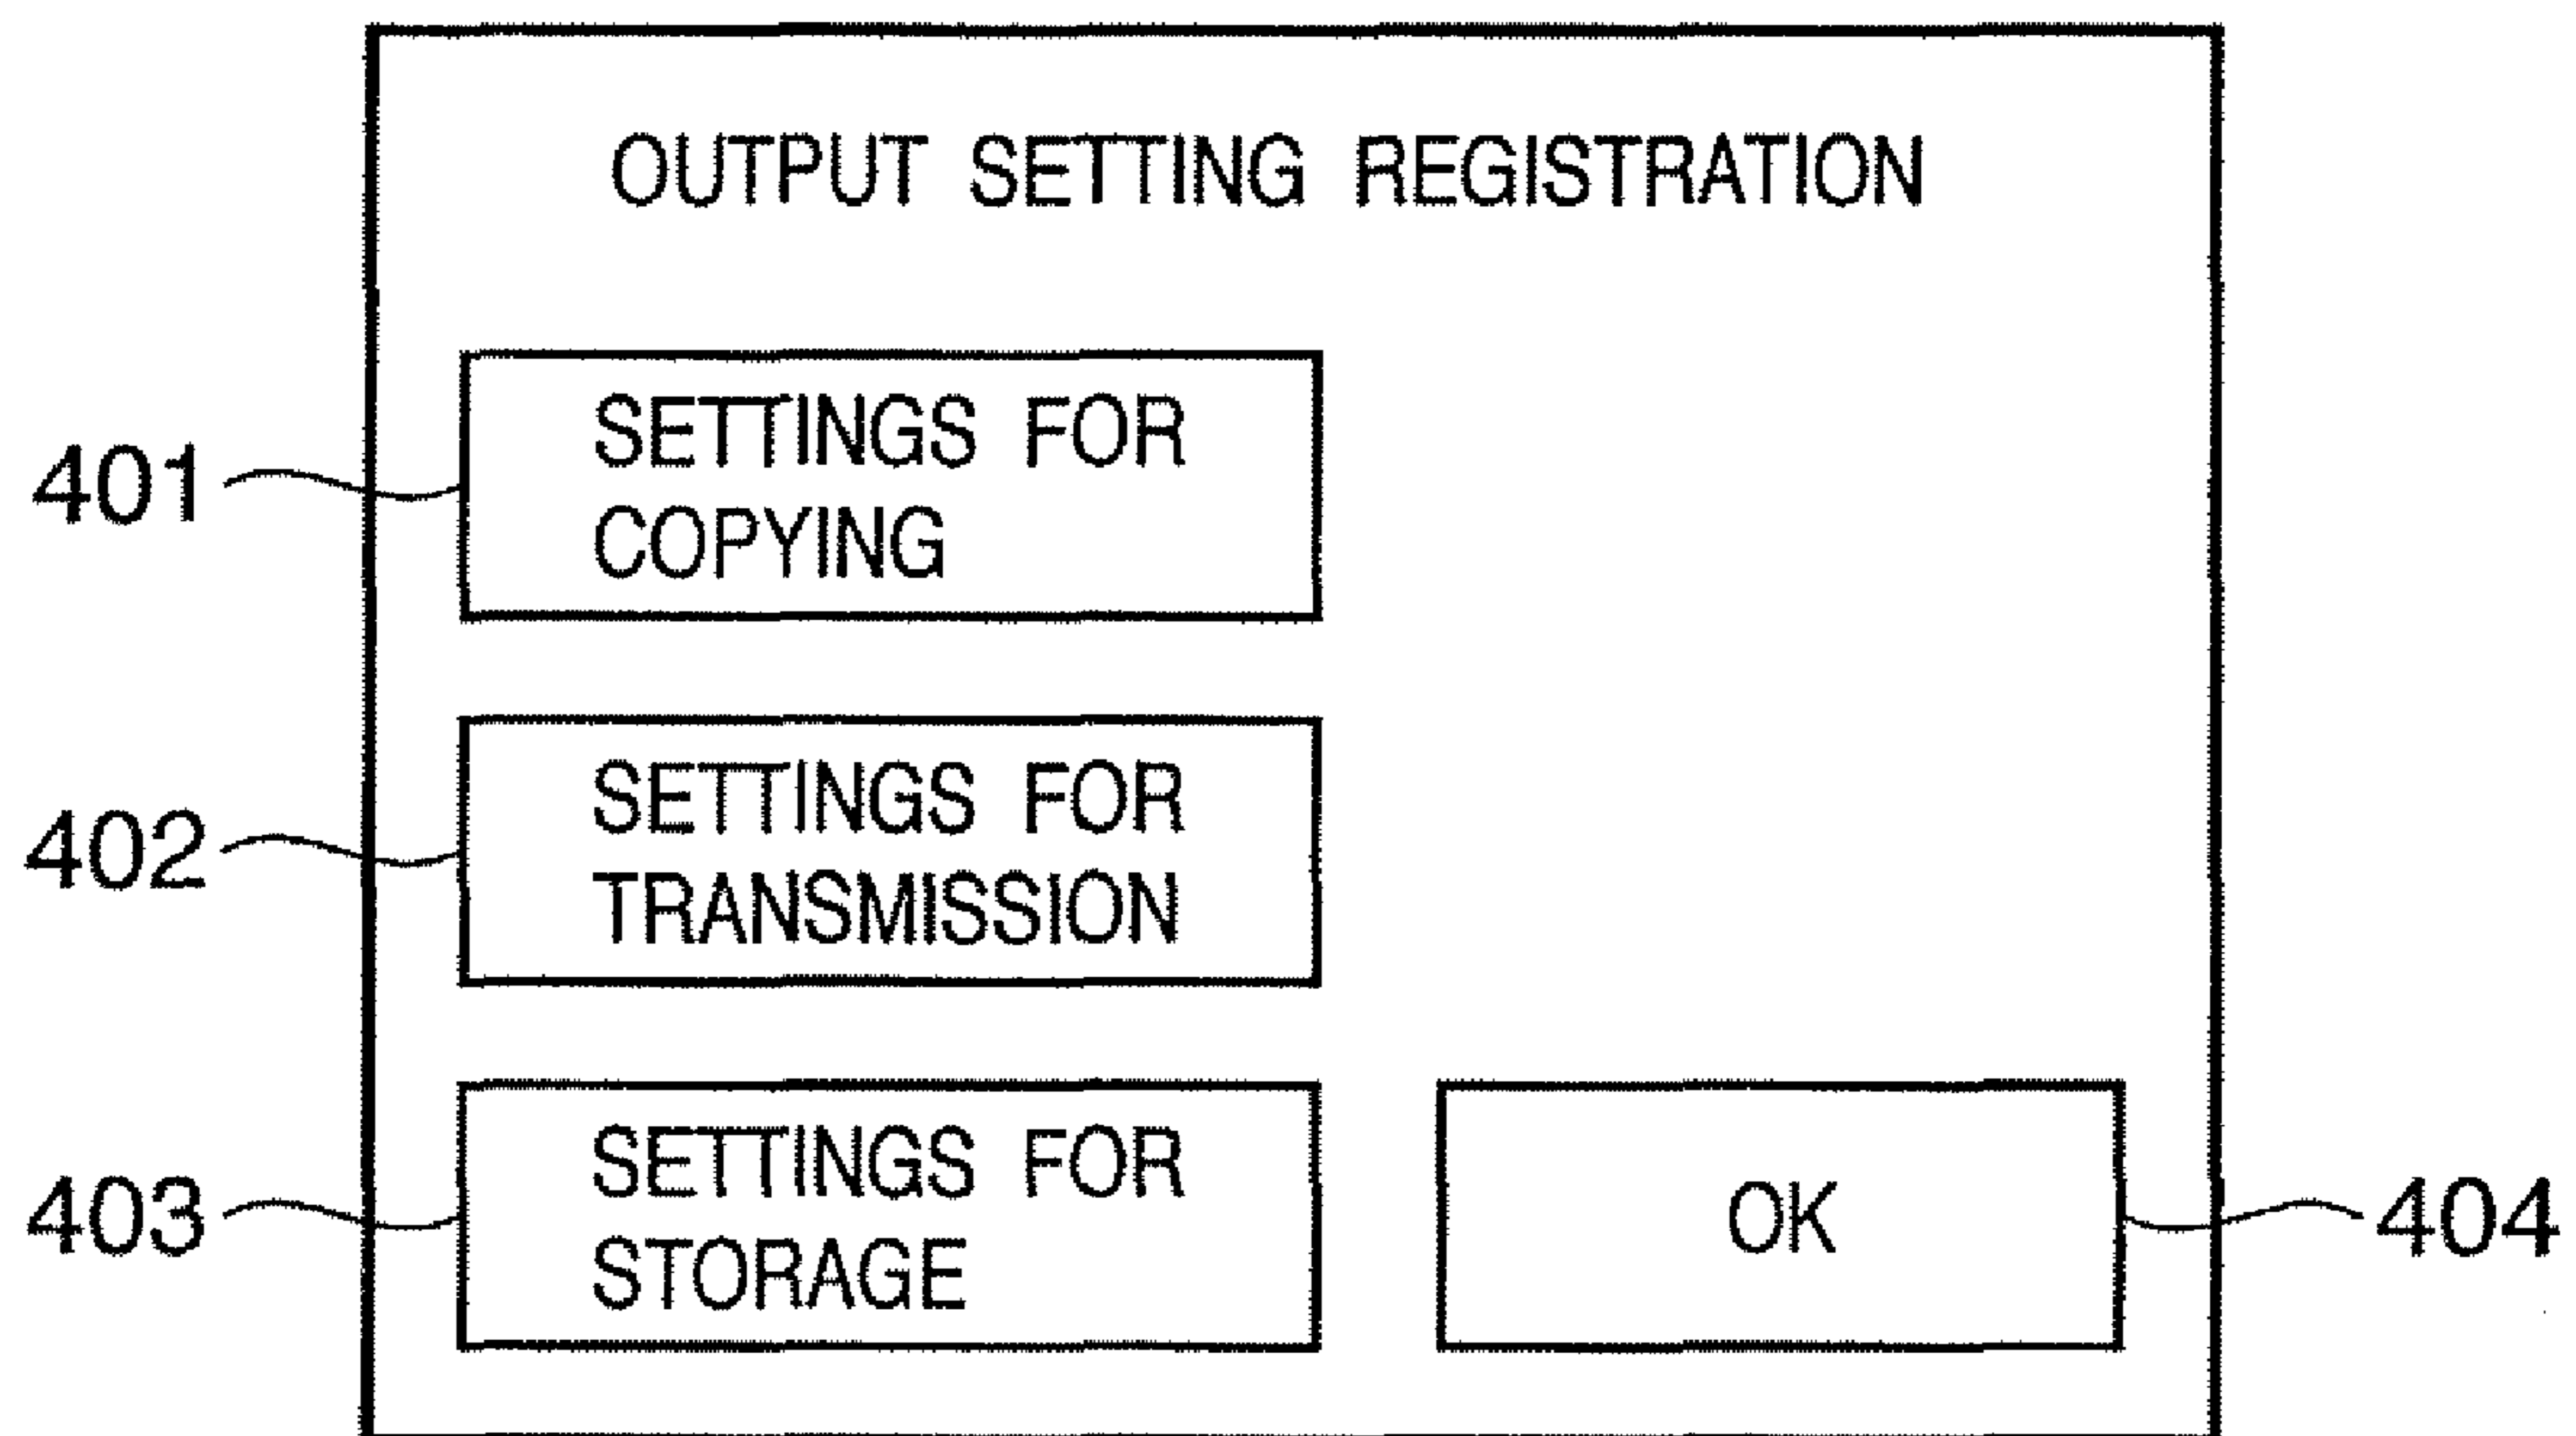 OUTPUT SETTING REGISTRATION
401
SETTINGS FOR
COPYING
402
SETTINGS FOR
TRANSMISSION
403
SETTINGS FOR
STORAGE
OK
404